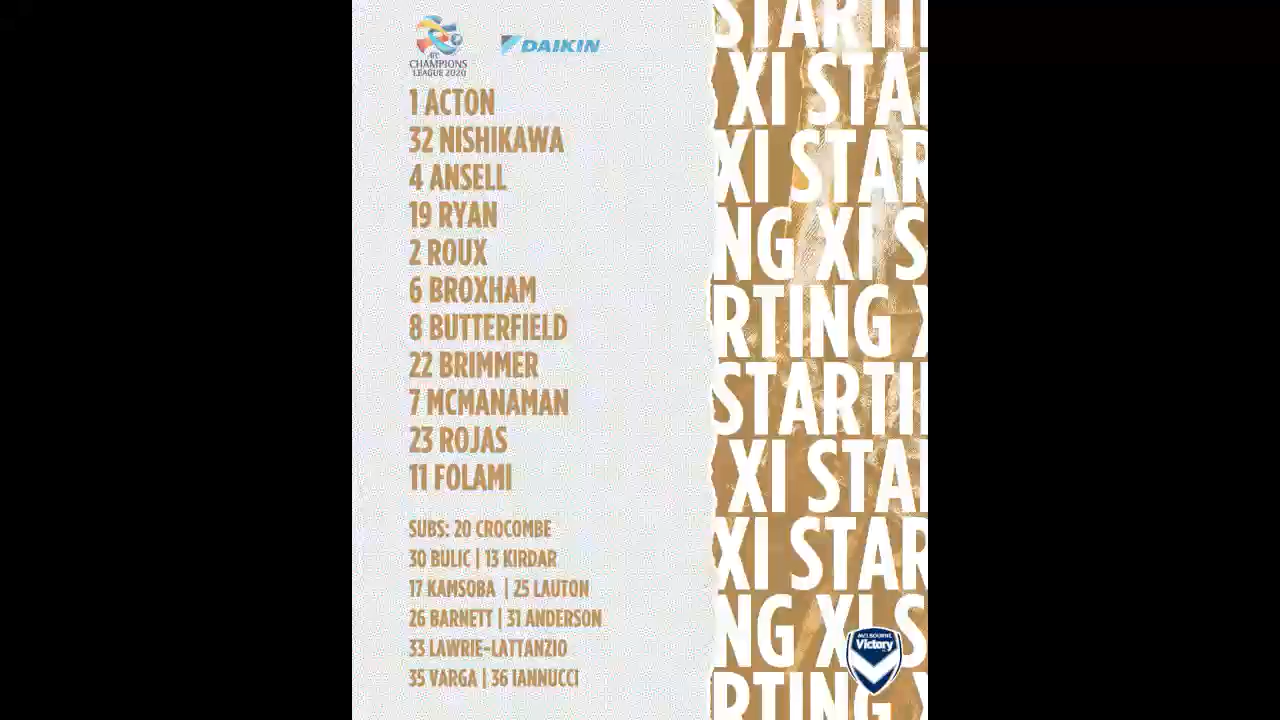 AFC
CHAMPIONS
LEAGUE 2020
DAIKIN
1 ACTON
32 NISHIKAWA
4 ANSELL
19 RYAN
2 ROUX
6 BROXHAM
8 BUTTERFIELD
22 BRIMMER
7 MCMANAMAN
23 ROJAS
11 FOLAMI
SUBS: 20 CROCOMBE
30 BULIC | 13 KIRDAR
17 KAMSOBA | 25 LAUTON
26 BARNETT | 31 ANDERSON
33 LAWRIE-LATTANZIO
35 VARGA | 36 IANNUCCI
STARTI
XI STA
XI STAR
NG XI S
RTING X
STARTI
XI STA
XI STAR
NG XI S
RTING X
MELBOURNE
Victory